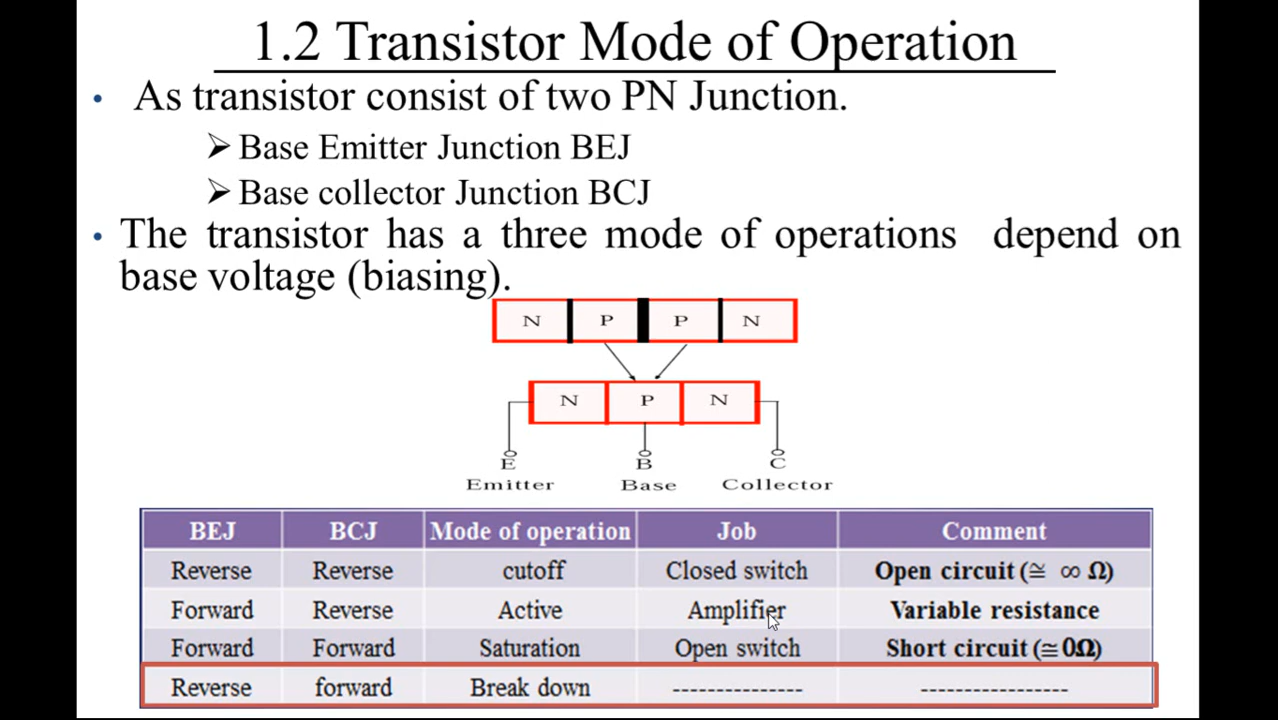 1.2 Transistor Mode of Operation
• As transistor consist of two PN Junction.
➢ Base Emitter Junction BEJ
➢ Base collector Junction BCJ
• The transistor has a three mode of operations depend on
base voltage (biasing).
N P P N
N P N
E B C
Emitter Base Collector
BEJ BCJ Mode of operation Job Comment
Reverse Reverse cutoff Closed switch Open circuit (≅ ∞ Ω)
Forward Reverse Active Amplifier Variable resistance
Forward Forward Saturation Open switch Short circuit (≅ 0Ω)
Reverse forward Break down --------------- -----------------